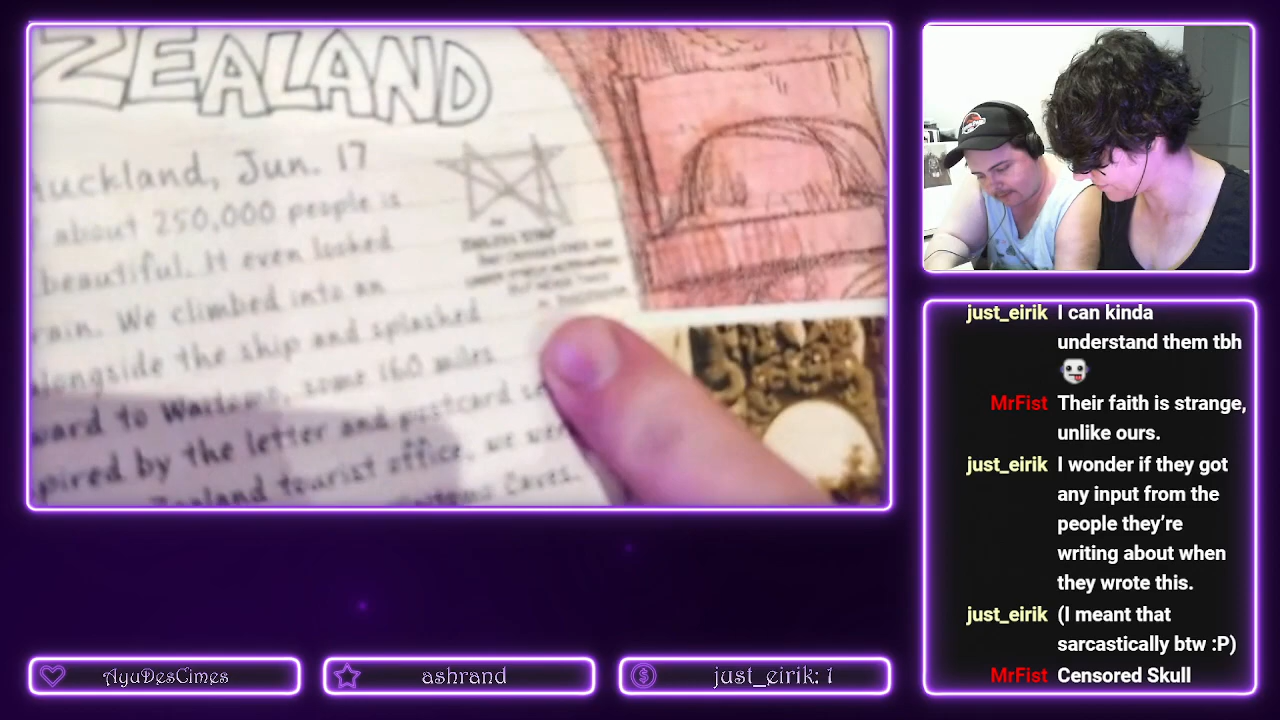 ZEALAND
uckland, Jun. 17
about 250,000 people is
beautiful. It even looked
rain. We climbed into an
longside the ship and splashed
ward to Waitomo, some 160 miles
pired by the letter and postcard
Zealand tourist office, we
Waitomo Caves.
just_eirik I can kinda
understand them tbh
MrFist Their faith is strange,
unlike ours.
just_eirik I wonder if they got
any input from the
people they're
writing about when
they wrote this.
just_eirik (I meant that
sarcastically btw :P)
MrFist Censored Skull
AyuDesCimes
ashrand
just_eirik: 1